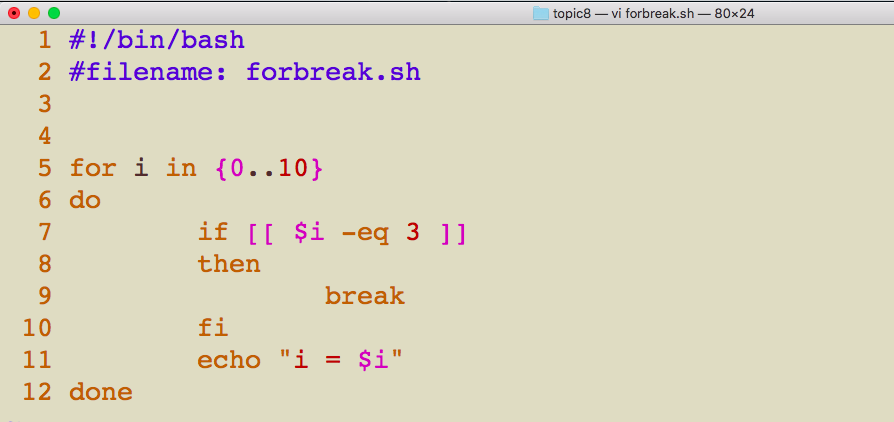 topic8 — vi forbreak.sh — 80×24
1 #!/bin/bash
2 #filename: forbreak.sh
3
4
5 for i in {0..10}
6 do
7         if [[ $i -eq 3 ]]
8         then
9                 break
10         fi
11         echo "i = $i"
12 done